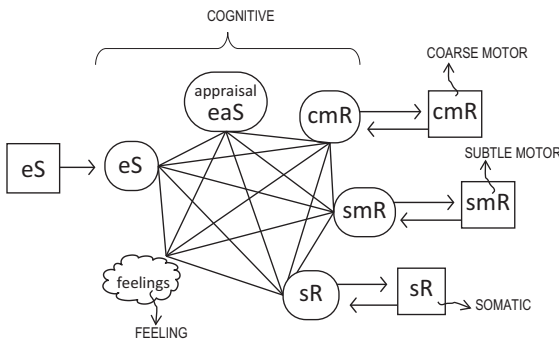 COGNITIVE
COARSE MOTOR
appraisal
eaS
cmR
cmR
SUBTLE MOTOR
eS
eS
smR
smR
feelings
sR
sR
SOMATIC
FEELING